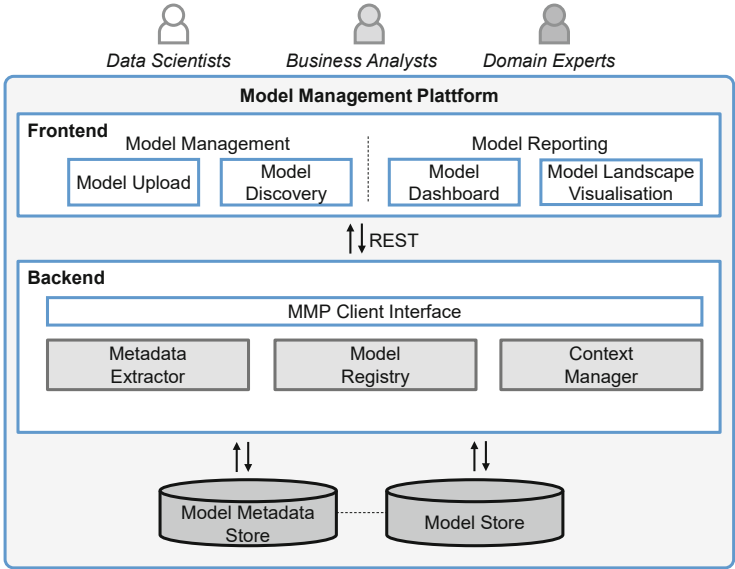 Data Scientists
Business Analysts
Domain Experts
Model Management Plattform
Frontend
Model Management
Model Reporting
Model Upload
Model
Discovery
Model
Dashboard
Model Landscape
Visualisation
REST
Backend
MMP Client Interface
Metadata
Extractor
Model
Registry
Context
Manager
Model Metadata
Store
Model Store